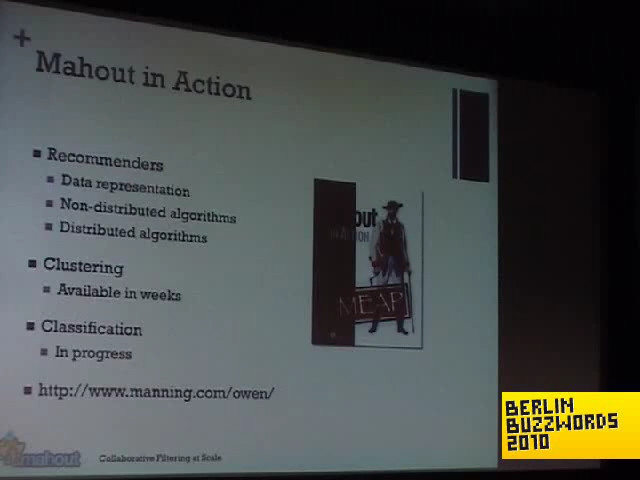 +
Mahout in Action
Recommenders
Data representation
Non-distributed algorithms
Distributed algorithms
Clustering
Available in weeks
Classification
In progress
http://www.manning.com/owen/
out
MEAP
mahout
Collaborative Filtering at Scale
BERLIN
BUZZWORDS
2010